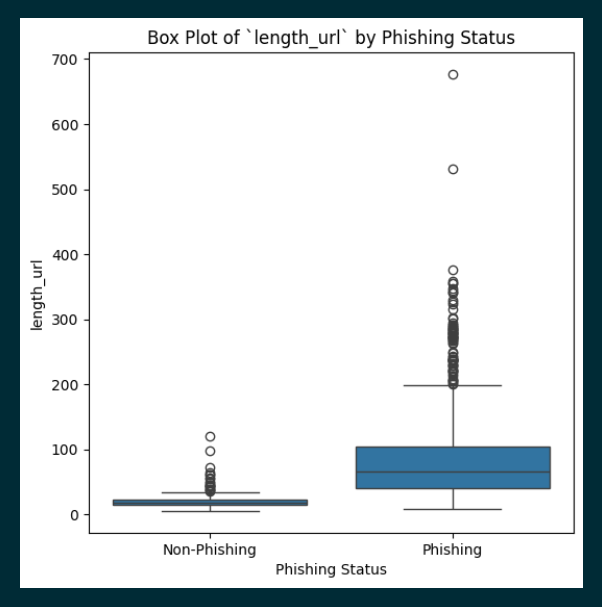 Box Plot of `length_url` by Phishing Status
700
600
500
400
300
200
100
0
length_url
Non-Phishing
Phishing
Phishing Status